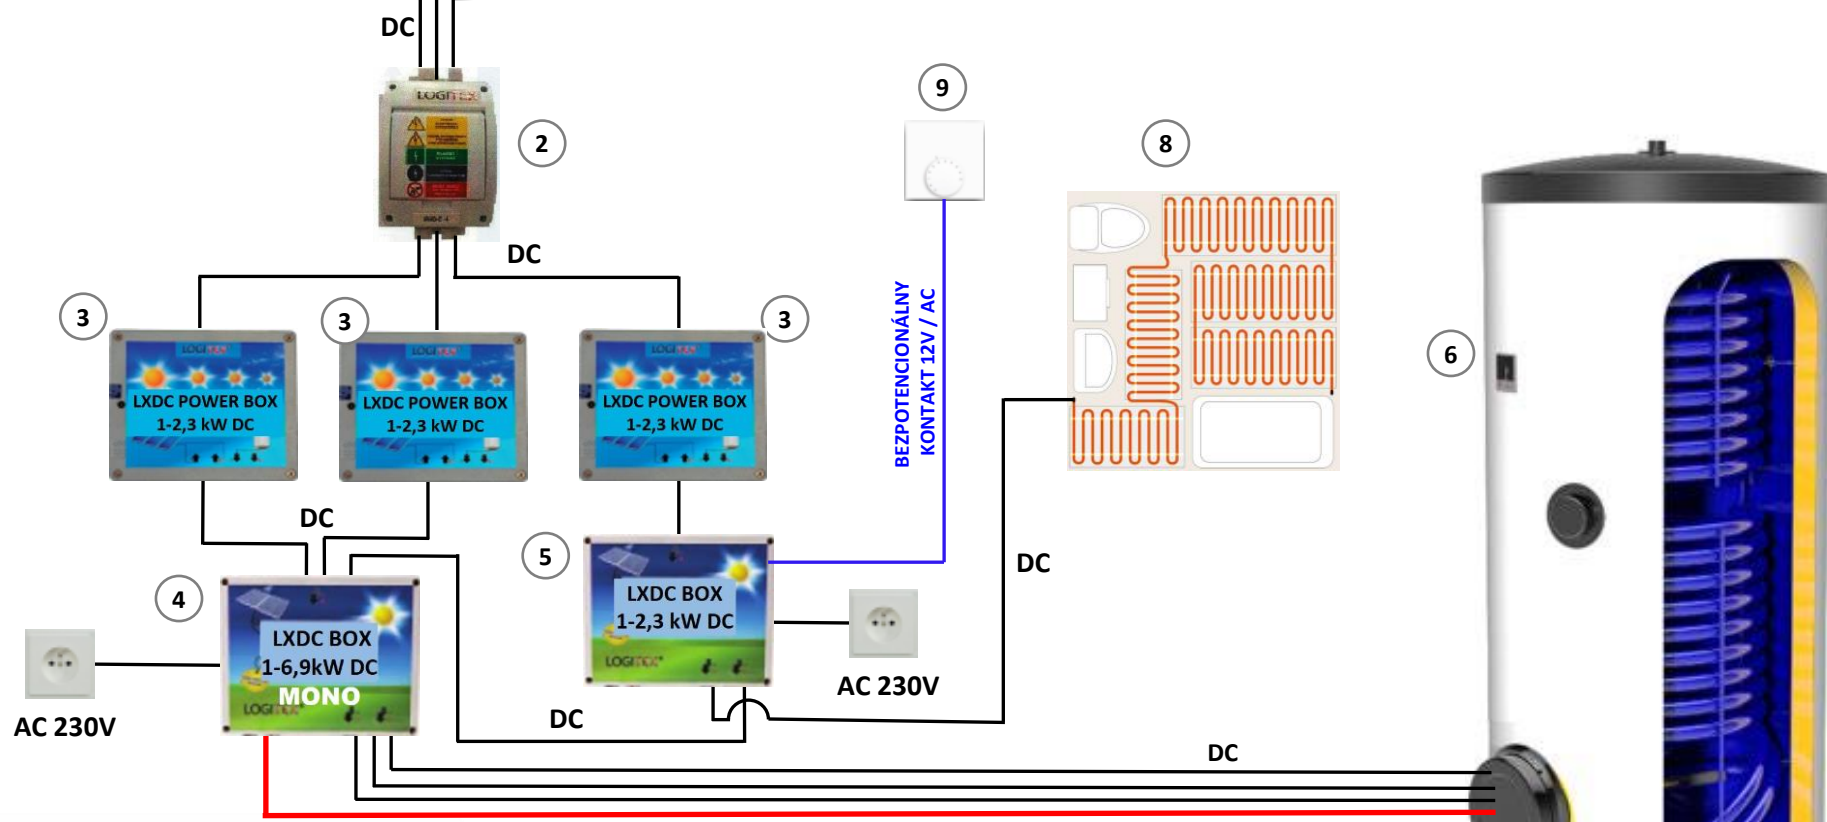 DC
LOGITEX
2
9
8
DC
3
3
3
BEZPOTENCIONÁLNY
KONTAKT 12V / AC
6
LXDC POWER BOX
1-2,3 kW DC
LXDC POWER BOX
1-2,3 kW DC
LXDC POWER BOX
1-2,3 kW DC
DC
5
DC
4
LXDC BOX
1-2,3 kW DC
LOGITEX
LXDC BOX
1-6,9kW DC
MONO
LOGITEX
AC 230V
AC 230V
DC
DC